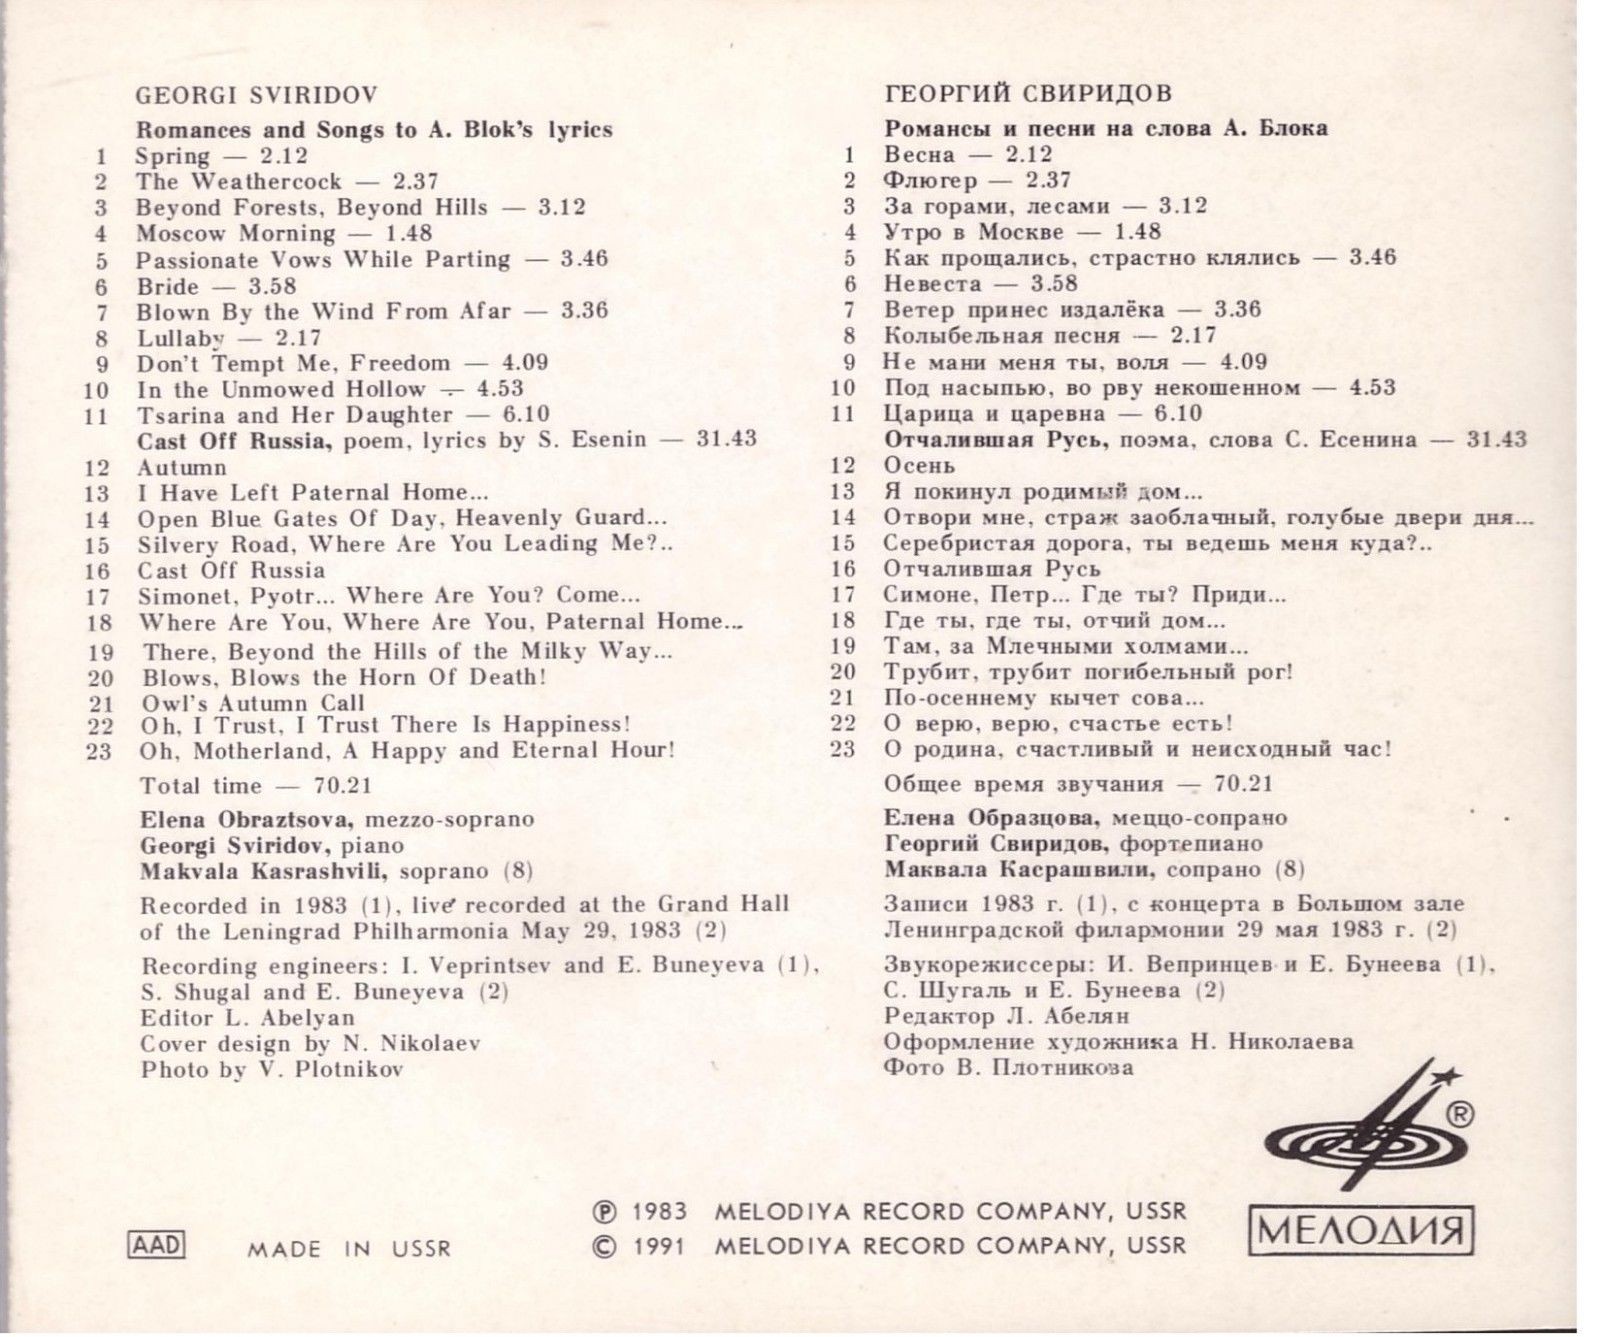 GEORGI SVIRIDOV
Romances and Songs to A. Blok's lyrics
1 Spring — 2.12
2 The Weathercock — 2.37
3 Beyond Forests, Beyond Hills — 3.12
4 Moscow Morning — 1.48
5 Passionate Vows While Parting — 3.46
6 Bride — 3.58
7 Blown By the Wind From Afar — 3.36
8 Lullaby — 2.17
9 Don't Tempt Me, Freedom — 4.09
10 In the Unmowed Hollow — 4.53
11 Tsarina and Her Daughter — 6.10
Cast Off Russia, poem, lyrics by S. Esenin — 31.43
12 Autumn
13 I Have Left Paternal Home...
14 Open Blue Gates Of Day, Heavenly Guard...
15 Silvery Road, Where Are You Leading Me?..
16 Cast Off Russia
17 Simonet, Pyotr... Where Are You? Come...
18 Where Are You, Where Are You, Paternal Home...
19 There, Beyond the Hills of the Milky Way...
20 Blows, Blows the Horn Of Death!
21 Owl's Autumn Call
22 Oh, I Trust, I Trust There Is Happiness!
23 Oh, Motherland, A Happy and Eternal Hour!
Total time — 70.21
Elena Obraztsova, mezzo-soprano
Georgi Sviridov, piano
Makvala Kasrashvili, soprano (8)
Recorded in 1983 (1), live recorded at the Grand Hall
of the Leningrad Philharmonia May 29, 1983 (2)
Recording engineers: I. Veprintsev and E. Buneyeva (1),
S. Shugal and E. Buneyeva (2)
Editor L. Abelyan
Cover design by N. Nikolaev
Photo by V. Plotnikov
ГЕОРГИЙ СВИРИДОВ
Романсы и песни на слова А. Блока
1 Весна — 2.12
2 Флюгер — 2.37
3 За горами, лесами — 3.12
4 Утро в Москве — 1.48
5 Как прощались, страстно клялись — 3.46
6 Невеста — 3.58
7 Ветер принес издалёка — 3.36
8 Колыбельная песня — 2.17
9 Не мани меня ты, воля — 4.09
10 Под насыпью, во рву некошенном — 4.53
11 Царица и царевна — 6.10
Отчалившая Русь, поэма, слова С. Есенина — 31.43
12 Осень
13 Я покинул родимый дом...
14 Отвори мне, страж заоблачный, голубые двери дня...
15 Серебристая дорога, ты ведешь меня куда?..
16 Отчалившая Русь
17 Симоне, Петр... Где ты? Приди...
18 Где ты, где ты, отчий дом...
19 Там, за Млечными холмами...
20 Трубит, трубит погибельный рог!
21 По-осеннему кычет сова...
22 О верю, верю, счастье есть!
23 О родина, счастливый и неисходный час!
Общее время звучания — 70.21
Елена Образцова, меццо-сопрано
Георгий Свиридов, фортепиано
Маквала Касрашвили, сопрано (8)
Записи 1983 г. (1), с концерта в Большом зале
Ленинградской филармонии 29 мая 1983 г. (2)
Звукорежиссеры: И. Вепринцев и Е. Бунеева (1),
С. Шугаль и Е. Бунеева (2)
Редактор Л. Абелян
Оформление художника Н. Николаева
Фото В. Плотникова
®
AAD MADE IN USSR
℗ 1983 MELODIYA RECORD COMPANY, USSR
© 1991 MELODIYA RECORD COMPANY, USSR
МЕЛОДИЯ